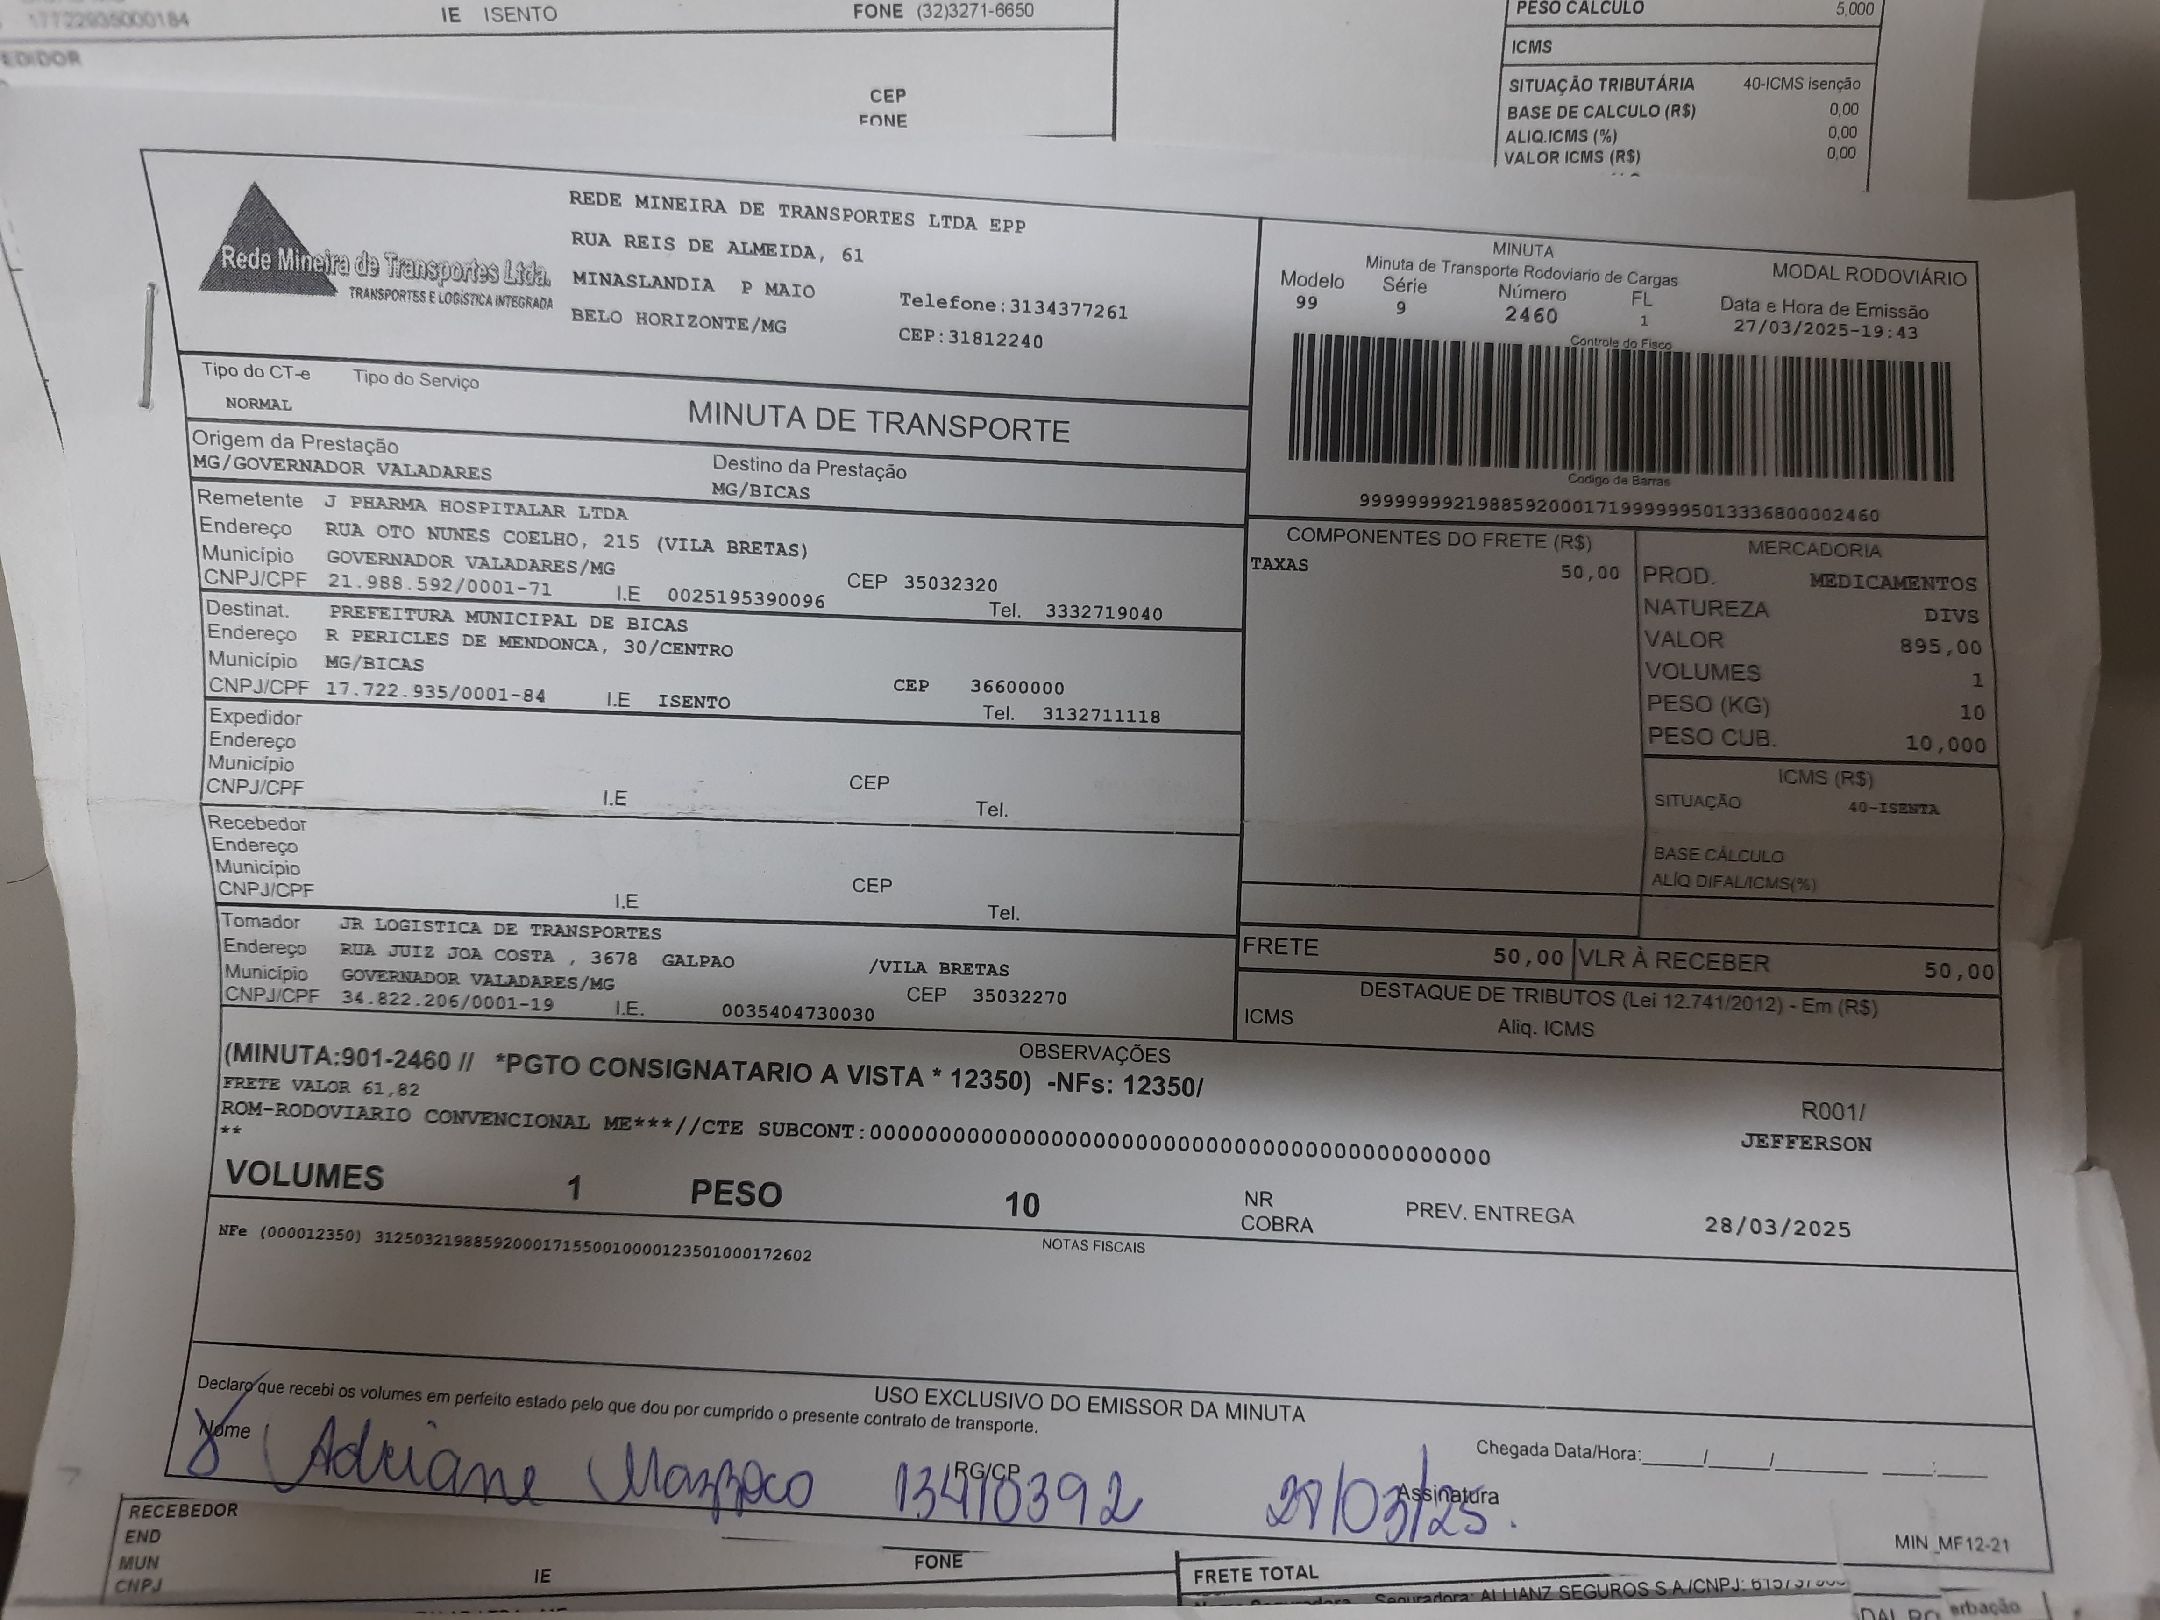 17722935000184 IE ISENTO FONE (32)3271-6650
EDIDOR
CEP
FONE
PESO CALCULO 5,000
ICMS
SITUAÇÃO TRIBUTÁRIA 40-ICMS isenção
BASE DE CALCULO (R$) 0,00
ALIQ.ICMS (%) 0,00
VALOR ICMS (R$) 0,00
Rede Mineira de Transportes Ltda.
TRANSPORTES E LOGÍSTICA INTEGRADA
REDE MINEIRA DE TRANSPORTES LTDA EPP
RUA REIS DE ALMEIDA, 61
MINASLANDIA P MAIO Telefone:3134377261
BELO HORIZONTE/MG CEP:31812240
MINUTA MODAL RODOVIÁRIO
Minuta de Transporte Rodoviario de Cargas
Modelo Série Número FL Data e Hora de Emissão
99 9 2460 1 27/03/2025-19:43
Controle do Fisco
Codigo de Barras
999999992198859200017199999995013336800002460
Tipo do CT-e Tipo do Serviço
NORMAL MINUTA DE TRANSPORTE
Origem da Prestação Destino da Prestação
MG/GOVERNADOR VALADARES MG/BICAS
Remetente J PHARMA HOSPITALAR LTDA
Endereço RUA OTO NUNES COELHO, 215 (VILA BRETAS)
Município GOVERNADOR VALADARES/MG CEP 35032320
CNPJ/CPF 21.988.592/0001-71 I.E 0025195390096 Tel. 3332719040
Destinat. PREFEITURA MUNICIPAL DE BICAS
Endereço R PERICLES DE MENDONCA, 30/CENTRO
Município MG/BICAS CEP 36600000
CNPJ/CPF 17.722.935/0001-84 I.E ISENTO Tel. 3132711118
Expedidor
Endereço
Município CEP
CNPJ/CPF I.E Tel.
Recebedor
Endereço
Município CEP
CNPJ/CPF I.E Tel.
Tomador JR LOGISTICA DE TRANSPORTES
Endereço RUA JUIZ JOA COSTA , 3678 GALPAO /VILA BRETAS
Município GOVERNADOR VALADARES/MG CEP 35032270
CNPJ/CPF 34.822.206/0001-19 I.E. 0035404730030
COMPONENTES DO FRETE (R$)
TAXAS 50,00
MERCADORIA
PROD. MEDICAMENTOS
NATUREZA DIVS
VALOR 895,00
VOLUMES 1
PESO (KG) 10
PESO CUB. 10,000
ICMS (R$)
SITUAÇÃO 40-ISENTA
BASE CÁLCULO
ALÍQ DIFAL/ICMS(%)
FRETE 50,00 VLR À RECEBER 50,00
DESTAQUE DE TRIBUTOS (Lei 12.741/2012) - Em (R$)
ICMS Aliq. ICMS
OBSERVAÇÕES
(MINUTA:901-2460 // *PGTO CONSIGNATARIO A VISTA * 12350) -NFs: 12350/
FRETE VALOR 61,82 R001/
ROM-RODOVIARIO CONVENCIONAL ME***//CTE SUBCONT:00000000000000000000000000000000000000000000 JEFFERSON
**
VOLUMES 1 PESO 10 NR COBRA PREV. ENTREGA 28/03/2025
NOTAS FISCAIS
NFe (000012350) 31250321988592000171550010000123501000172602
USO EXCLUSIVO DO EMISSOR DA MINUTA
Declaro que recebi os volumes em perfeito estado pelo que dou por cumprido o presente contrato de transporte.
Nome RG/CP Assinatura Chegada Data/Hora:____/____/____ ___:___
Adriane Mazzoco 13410392 28/03/25.
MIN_MF12-21
RECEBEDOR
END
MUN FONE
CNPJ IE
FRETE TOTAL
Seguradora: ALLIANZ SEGUROS S A/CNPJ: